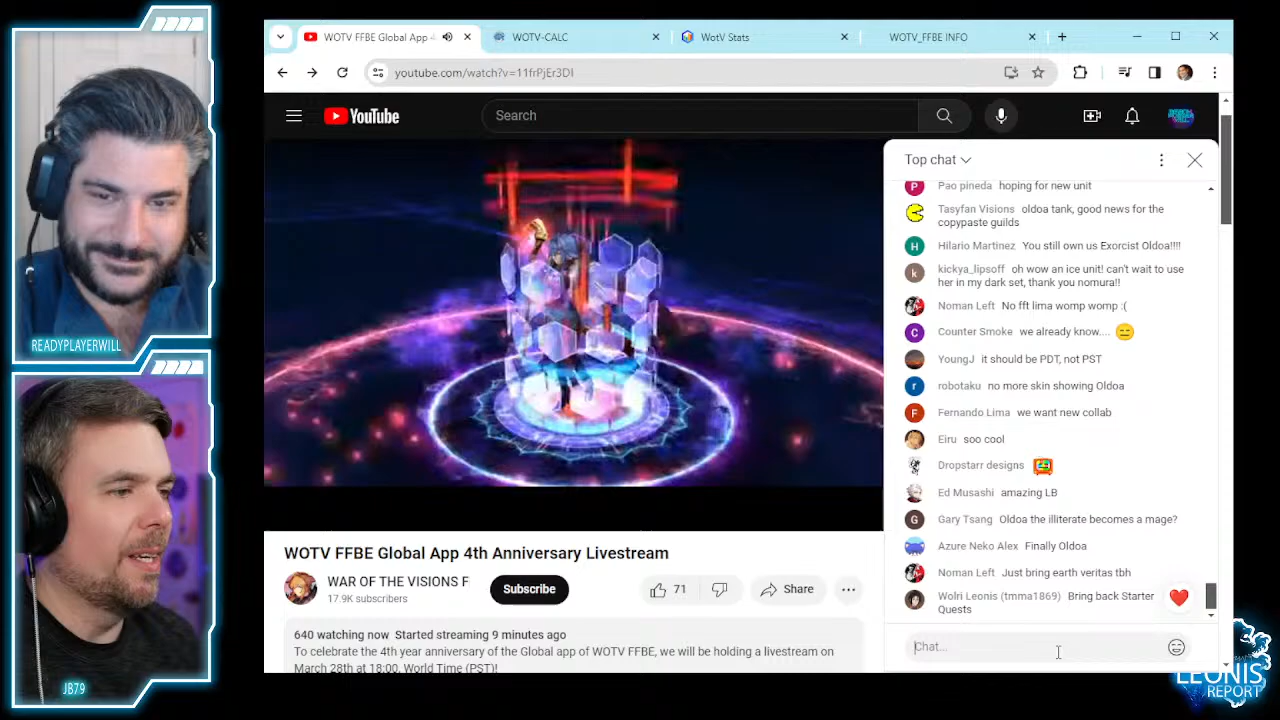 WOTV FFBE Global App 4
WOTV-CALC
WotV Stats
WOTV_FFBE INFO
youtube.com/watch?v=11frPjEr3DI
YouTube
Search
Top chat
Pao pineda hoping for new unit
Tasyfan Visions oldoa tank, good news for the
copypaste guilds
Hilario Martinez You still own us Exorcist Oldoa!!!!
kickya_lipsoff oh wow an ice unit! can't wait to use
her in my dark set, thank you nomura!!
Noman Left No fft lima womp womp :(
Counter Smoke we already know....
YoungJ it should be PDT, not PST
robotaku no more skin showing Oldoa
Fernando Lima we want new collab
Eiru soo cool
Dropstarr designs
Ed Musashi amazing LB
Gary Tsang Oldoa the illiterate becomes a mage?
Azure Neko Alex Finally Oldoa
Noman Left Just bring earth veritas tbh
Wolri Leonis (tmma1869) Bring back Starter
Quests
Chat...
READYPLAYERWILL
JB79
WOTV FFBE Global App 4th Anniversary Livestream
WAR OF THE VISIONS F
17.9K subscribers
Subscribe
71
Share
640 watching now Started streaming 9 minutes ago
To celebrate the 4th year anniversary of the Global app of WOTV FFBE, we will be holding a livestream on
March 28th at 18:00, World Time (PST)!
LEONIS
REPORT